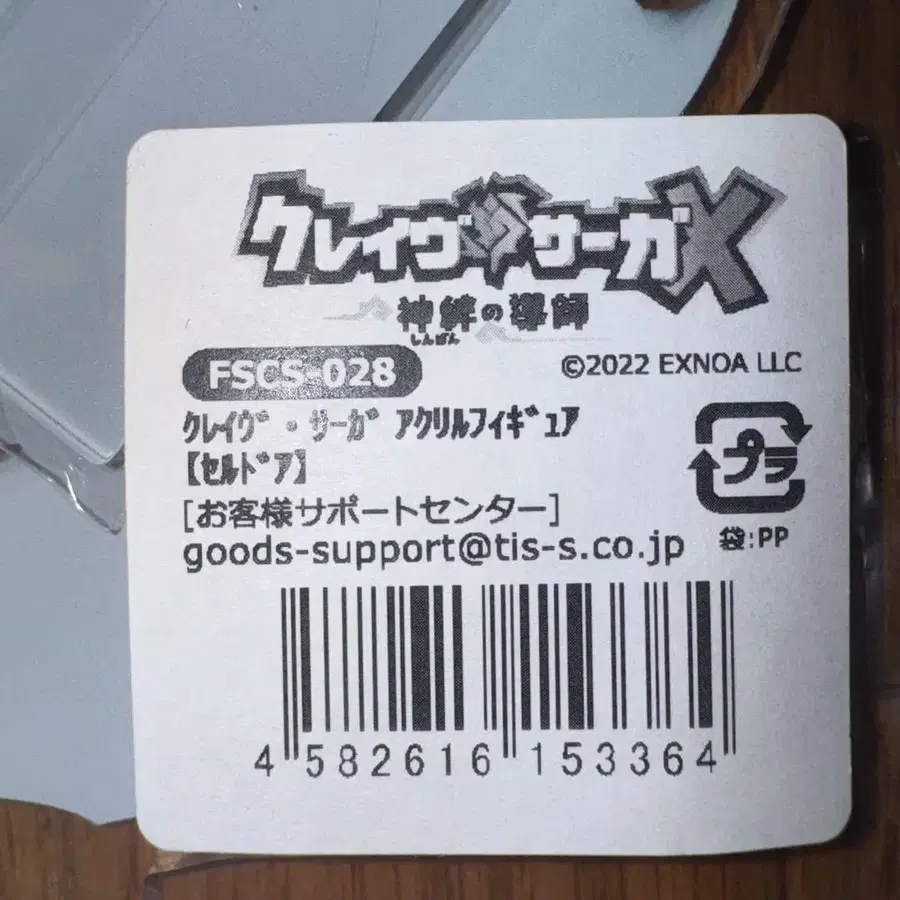 クレイヴ・サーガX
神絆の導師
しんばん
FSCS-028
©2022 EXNOA LLC
クレイヴ・サーガ アクリルフィギュア
【セルドア】
プラ
[お客様サポートセンター]
goods-support@tis-s.co.jp
袋:PP
4 582616 153364